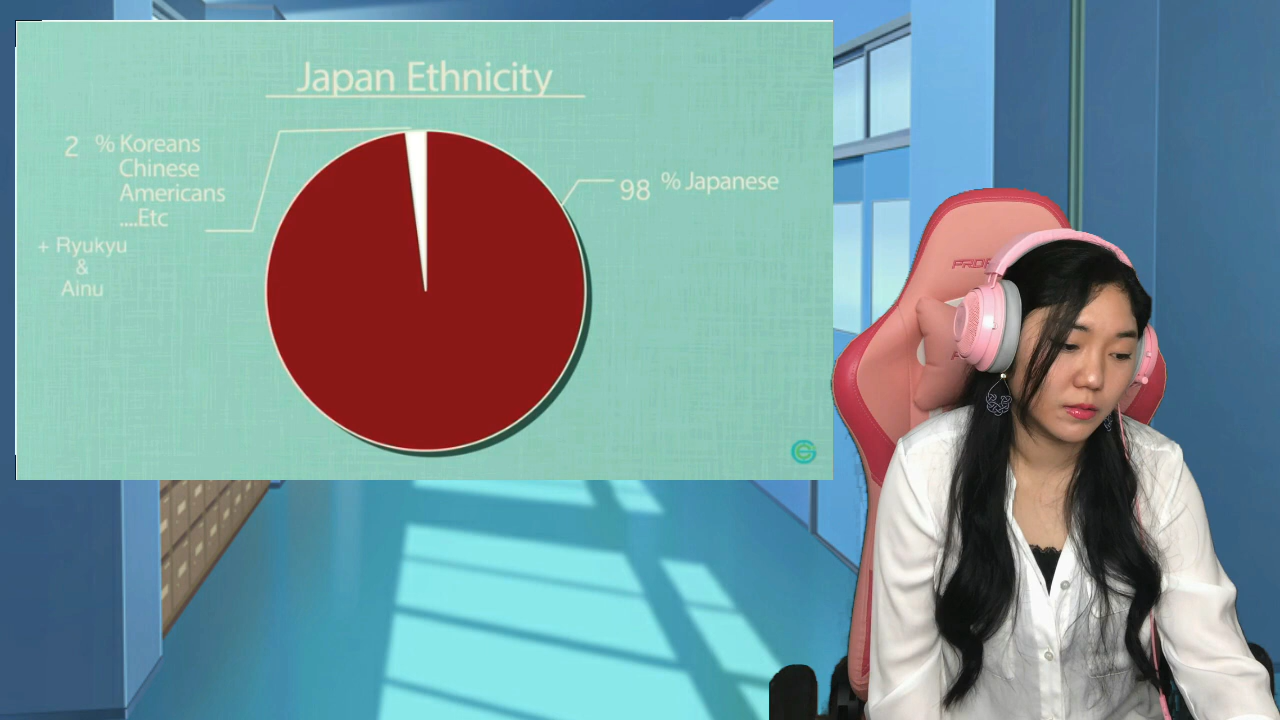 Japan Ethnicity
2 % Koreans
Chinese
Americans
....Etc
+ Ryukyu
&
Ainu
98 % Japanese